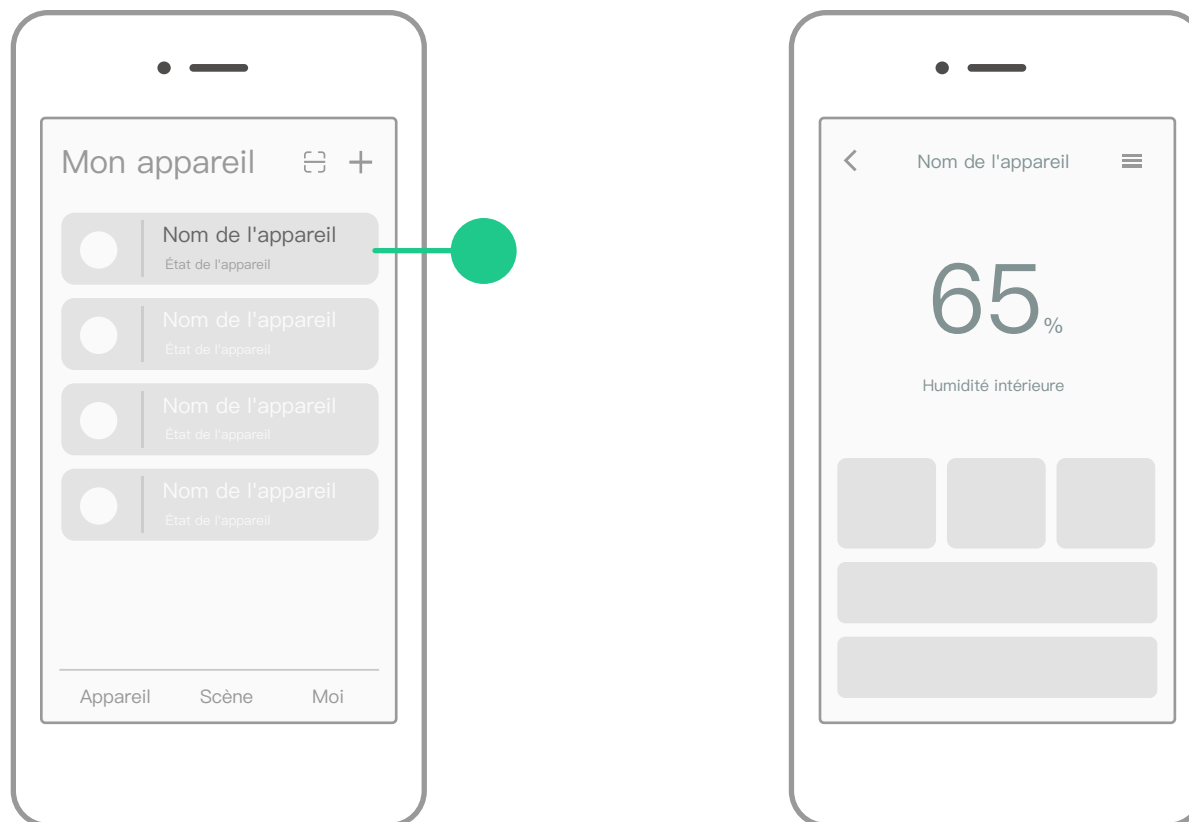 Mon appareil
Nom de l'appareil
État de l'appareil
Nom de l'appareil
État de l'appareil
Nom de l'appareil
État de l'appareil
Nom de l'appareil
État de l'appareil
Appareil Scène Moi
Nom de l'appareil
65%
Humidité intérieure